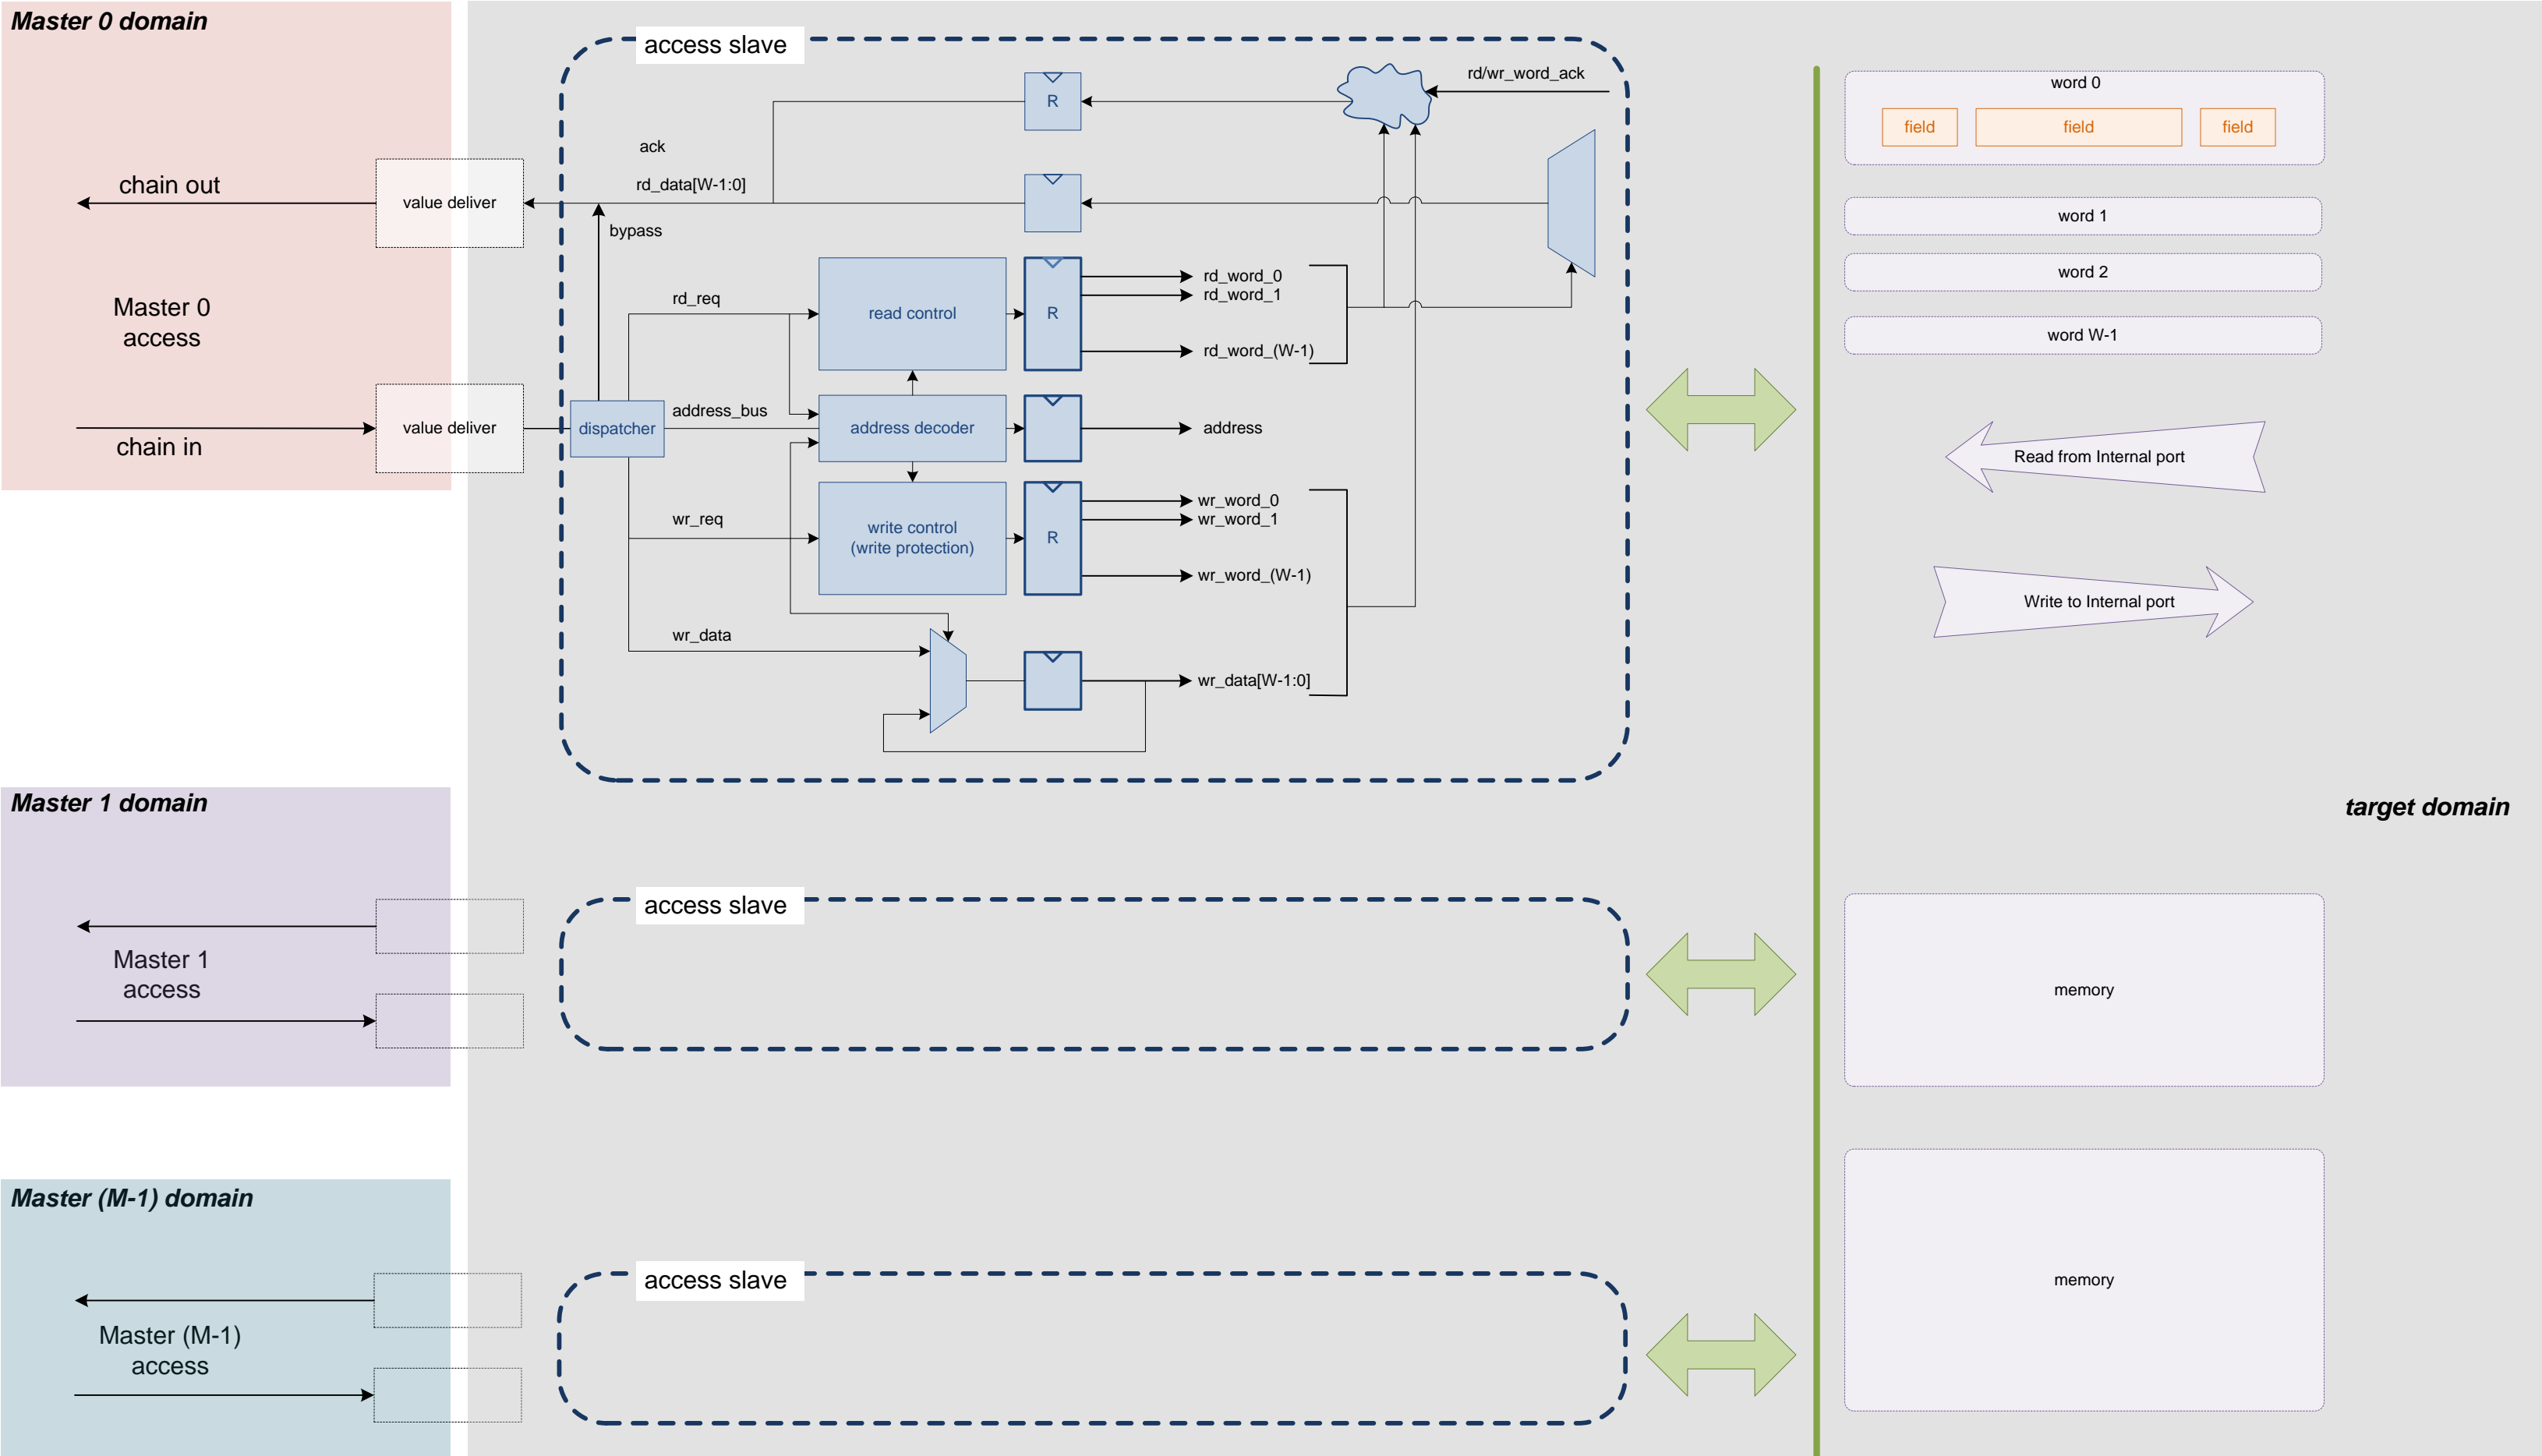 Master 0 domain
access slave
rd/wr_word_ack
word 0
R
field
field
field
ack
chain out
value deliver
rd_data[W-1:0]
word 1
bypass
word 2
rd_word_0
rd_req
rd_word_1
Master 0
access
read control
R
word W-1
rd_word_(W-1)
address_bus
chain in
value deliver
dispatcher
address decoder
address
Read from Internal port
wr_word_0
wr_req
wr_word_1
write control
(write protection)
R
wr_word_(W-1)
Write to Internal port
wr_data
wr_data[W-1:0]
Master 1 domain
target domain
access slave
Master 1
access
memory
Master (M-1) domain
access slave
memory
Master (M-1)
access